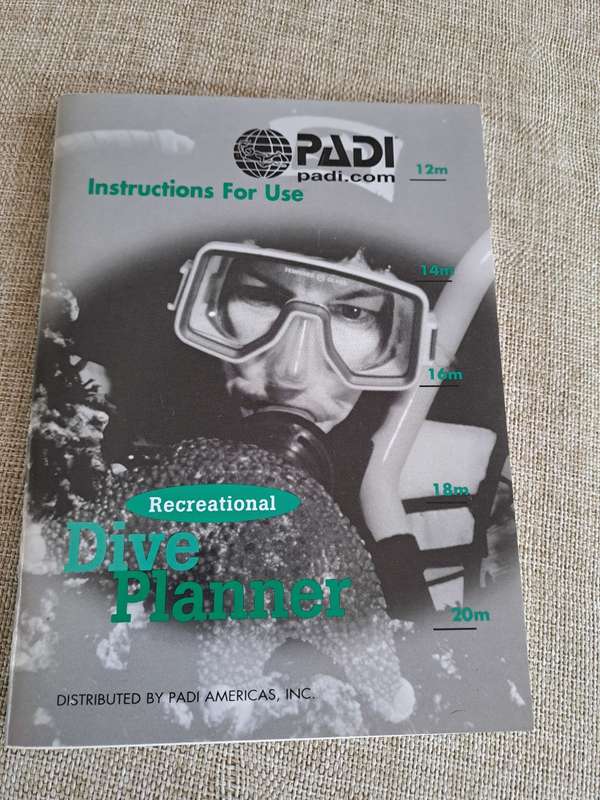 PADI
padi.com
12m
Instructions For Use
14m
16m
18m
Recreational
Dive
Planner
20m
DISTRIBUTED BY PADI AMERICAS, INC.